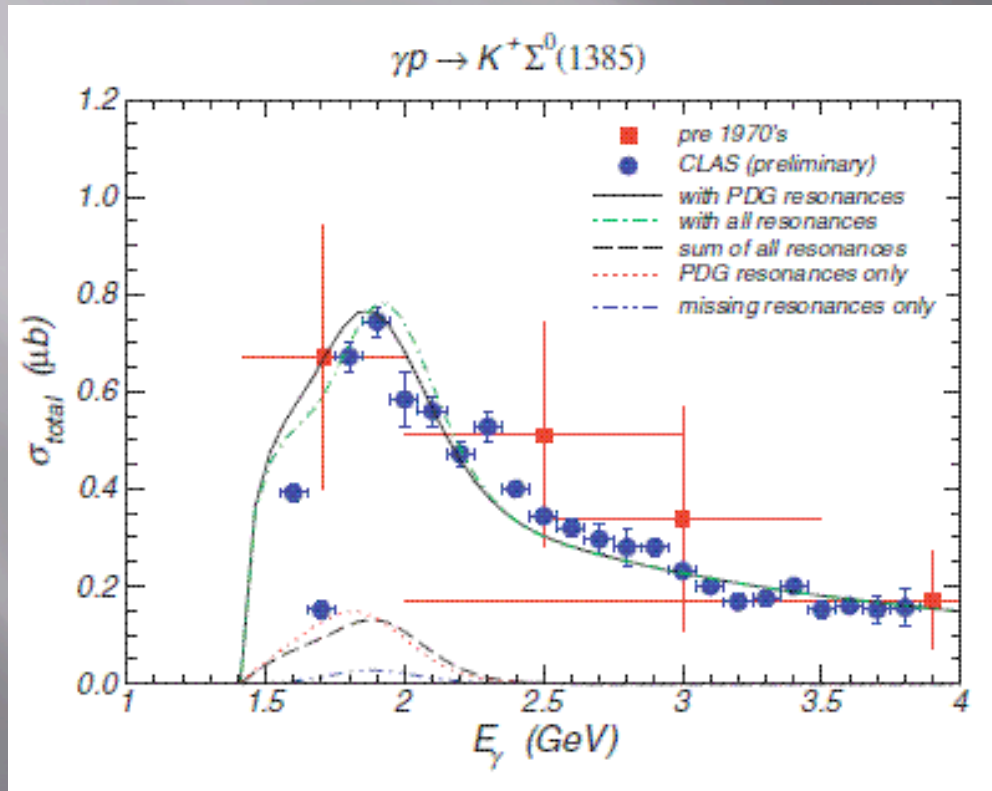 γp → K⁺Σ⁰(1385)
1.2
1.0
0.8
0.6
0.4
0.2
0.0
σtotal (μb)
pre 1970's
CLAS (preliminary)
with PDG resonances
with all resonances
sum of all resonances
PDG resonances only
missing resonances only
1 1.5 2 2.5 3 3.5 4
Eγ (GeV)